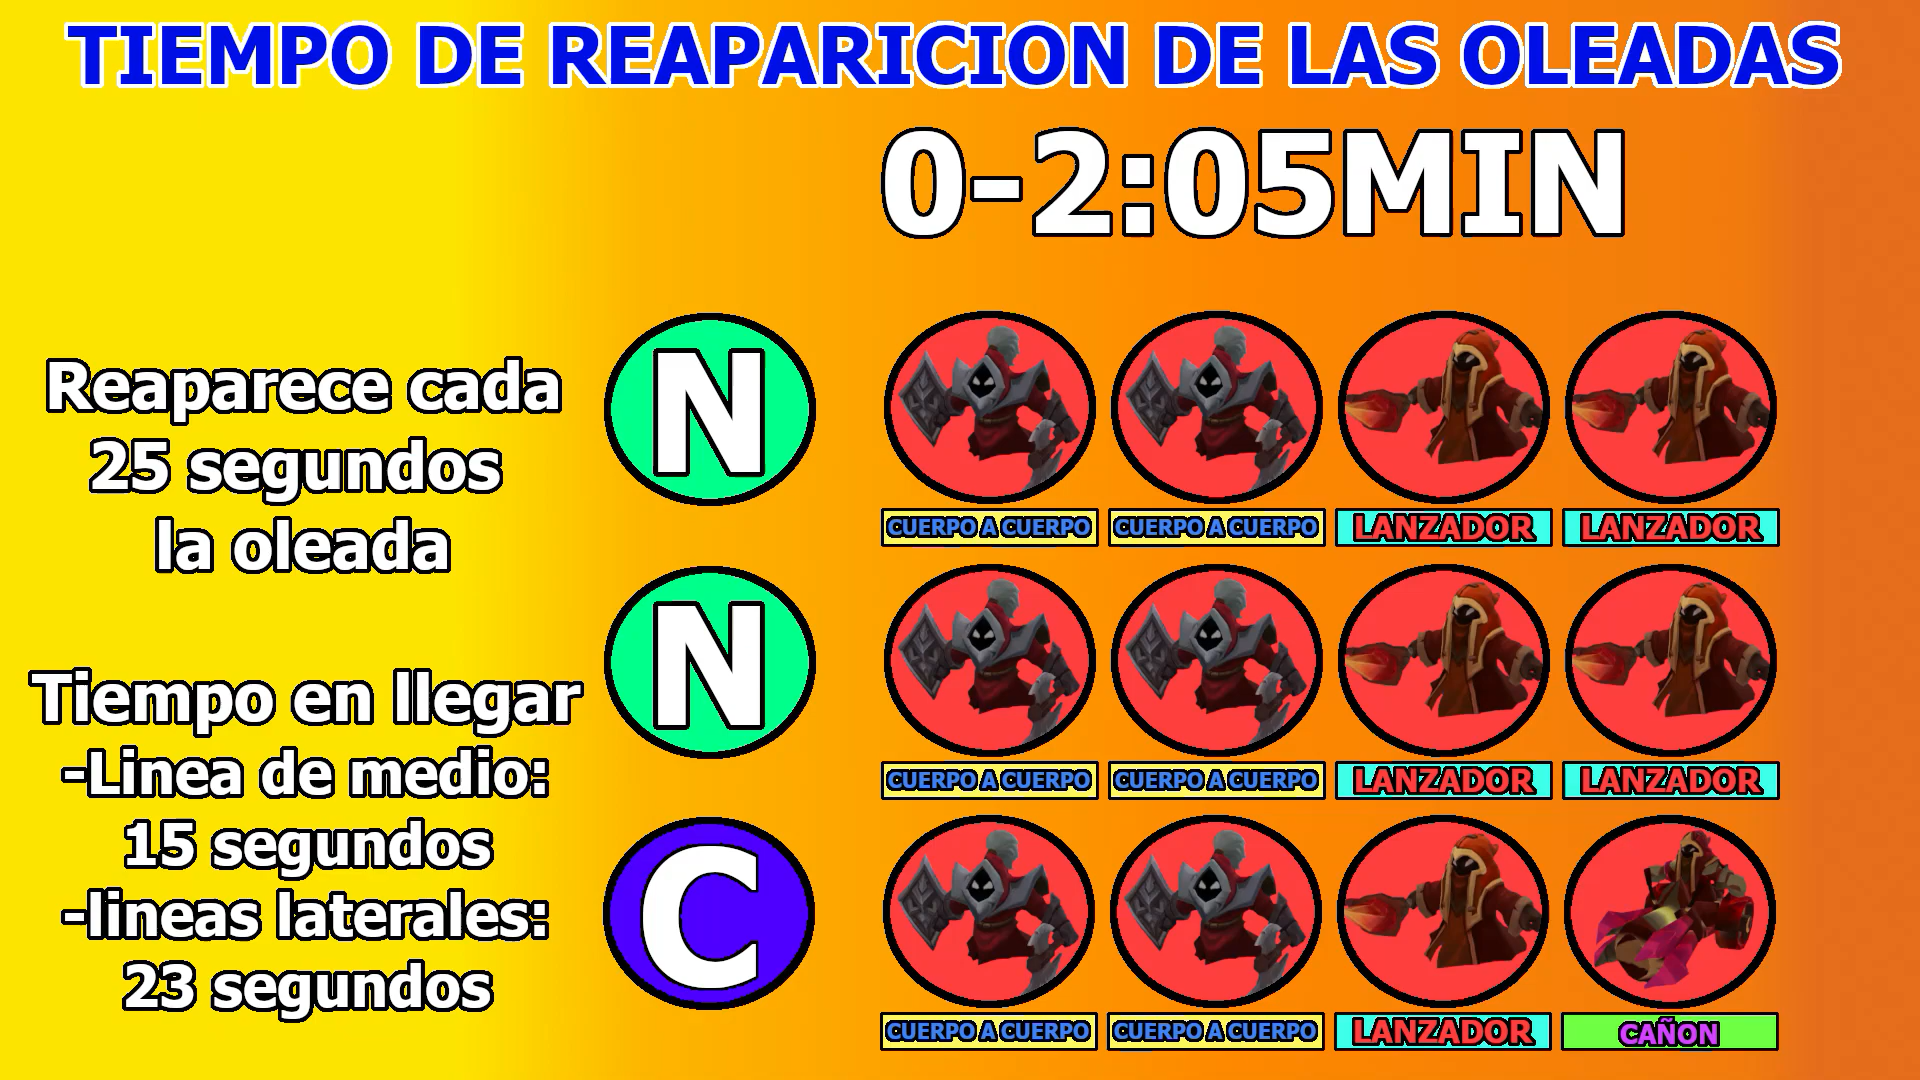 TIEMPO DE REAPARICION DE LAS OLEADAS
0-2:05MIN
Reaparece cada
25 segundos
la oleada
Tiempo en llegar
-Linea de medio:
15 segundos
-lineas laterales:
23 segundos
N
CUERPO A CUERPO CUERPO A CUERPO LANZADOR LANZADOR
N
CUERPO A CUERPO CUERPO A CUERPO LANZADOR LANZADOR
C
CUERPO A CUERPO CUERPO A CUERPO LANZADOR CAÑON